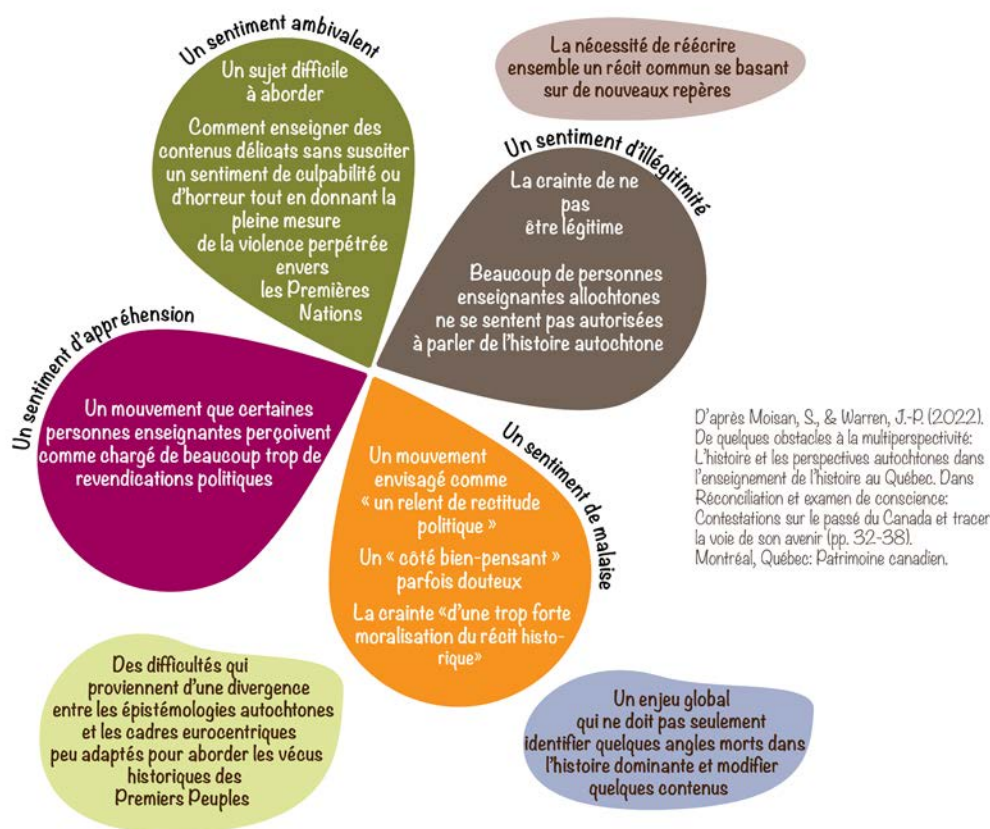 Un sentiment ambivalent
Un sujet difficile
à aborder
Comment enseigner des
contenus délicats sans susciter
un sentiment de culpabilité ou
d'horreur tout en donnant la
pleine mesure
de la violence perpétrée
envers
les Premières
Nations
La nécessité de réécrire
ensemble un récit commun se basant
sur de nouveaux repères
Un sentiment d'illégitimité
La crainte de ne
pas
être légitime
Beaucoup de personnes
enseignantes allochtones
ne se sentent pas autorisées
à parler de l'histoire autochtone
Un sentiment d'appréhension
Un mouvement que certaines
personnes enseignantes perçoivent
comme chargé de beaucoup trop de
revendications politiques
Un sentiment de malaise
Un mouvement
envisagé comme
« un relent de rectitude
politique »
Un « côté bien-pensant »
parfois douteux
La crainte «d'une trop forte
moralisation du récit histo-
rique»
D'après Moisan, S., & Warren, J.-P. (2022).
De quelques obstacles à la multiperspectivité:
L'histoire et les perspectives autochtones dans
l'enseignement de l'histoire au Québec. Dans
Réconciliation et examen de conscience:
Contestations sur le passé du Canada et tracer
la voie de son avenir (pp. 32-38).
Montréal, Québec: Patrimoine canadien.
Des difficultés qui
proviennent d'une divergence
entre les épistémologies autochtones
et les cadres eurocentriques
peu adaptés pour aborder les vécus
historiques des
Premiers Peuples
Un enjeu global
qui ne doit pas seulement
identifier quelques angles morts dans
l'histoire dominante et modifier
quelques contenus